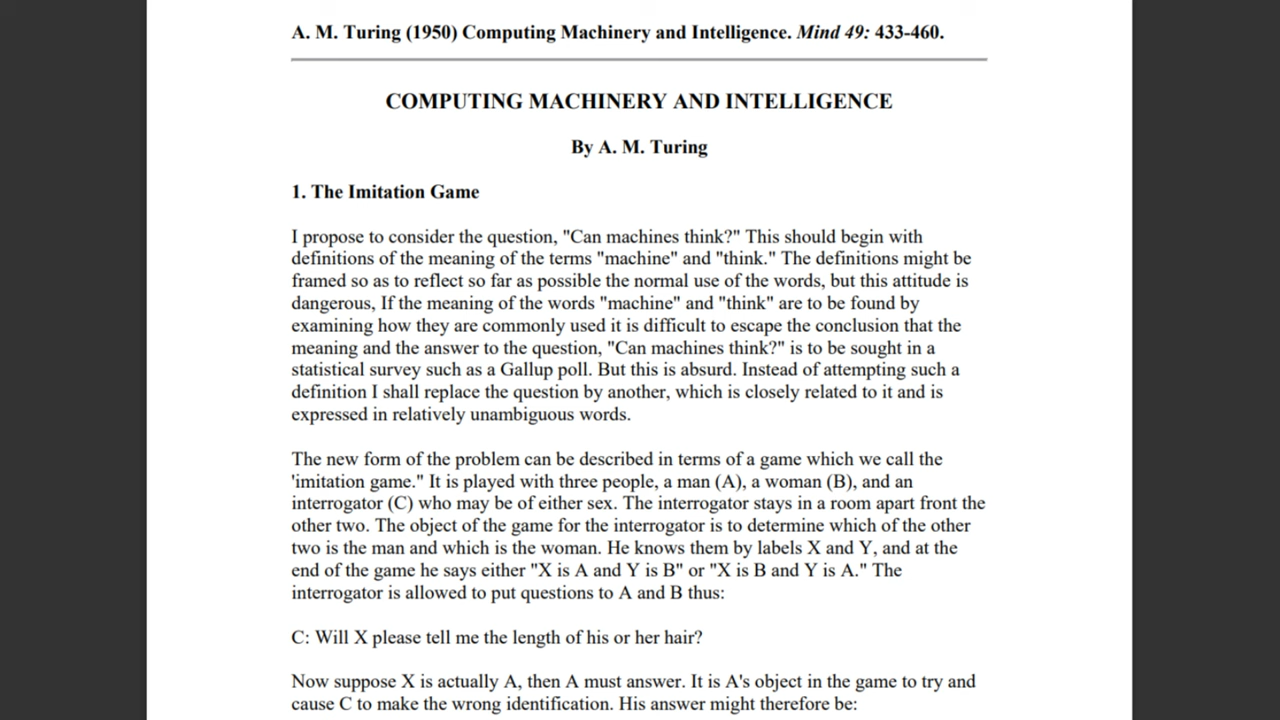 A. M. Turing (1950) Computing Machinery and Intelligence. Mind 49: 433-460.
COMPUTING MACHINERY AND INTELLIGENCE
By A. M. Turing
1. The Imitation Game
I propose to consider the question, "Can machines think?" This should begin with
definitions of the meaning of the terms "machine" and "think." The definitions might be
framed so as to reflect so far as possible the normal use of the words, but this attitude is
dangerous, If the meaning of the words "machine" and "think" are to be found by
examining how they are commonly used it is difficult to escape the conclusion that the
meaning and the answer to the question, "Can machines think?" is to be sought in a
statistical survey such as a Gallup poll. But this is absurd. Instead of attempting such a
definition I shall replace the question by another, which is closely related to it and is
expressed in relatively unambiguous words.
The new form of the problem can be described in terms of a game which we call the
'imitation game." It is played with three people, a man (A), a woman (B), and an
interrogator (C) who may be of either sex. The interrogator stays in a room apart front the
other two. The object of the game for the interrogator is to determine which of the other
two is the man and which is the woman. He knows them by labels X and Y, and at the
end of the game he says either "X is A and Y is B" or "X is B and Y is A." The
interrogator is allowed to put questions to A and B thus:
C: Will X please tell me the length of his or her hair?
Now suppose X is actually A, then A must answer. It is A's object in the game to try and
cause C to make the wrong identification. His answer might therefore be: